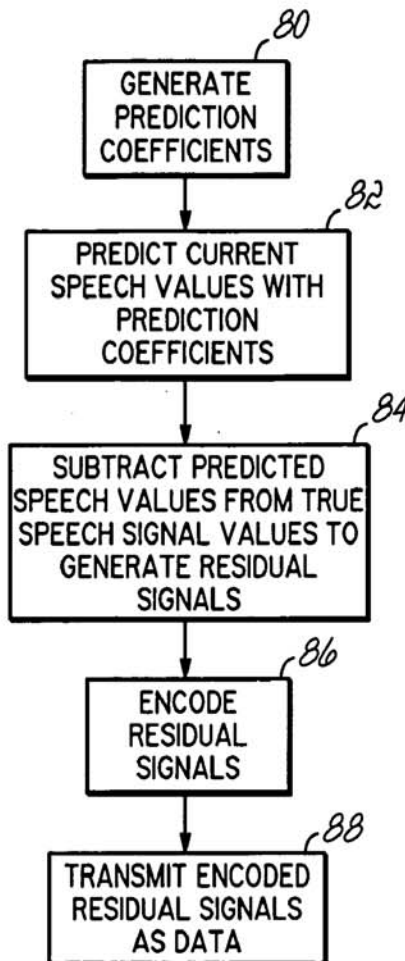 80
GENERATE
PREDICTION
COEFFICIENTS
82
PREDICT CURRENT
SPEECH VALUES WITH
PREDICTION
COEFFICIENTS
84
SUBTRACT PREDICTED
SPEECH VALUES FROM TRUE
SPEECH SIGNAL VALUES TO
GENERATE RESIDUAL
SIGNALS
86
ENCODE
RESIDUAL
SIGNALS
88
TRANSMIT ENCODED
RESIDUAL SIGNALS
AS DATA